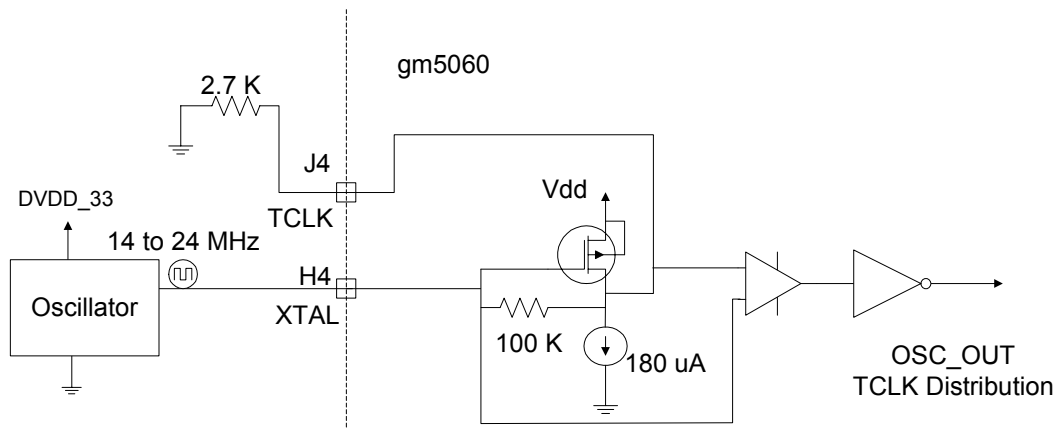 gm5060
2.7 K
J4
TCLK
DVDD_33
14 to 24 MHz
Oscillator
H4
XTAL
Vdd
100 K
180 uA
OSC_OUT
TCLK Distribution